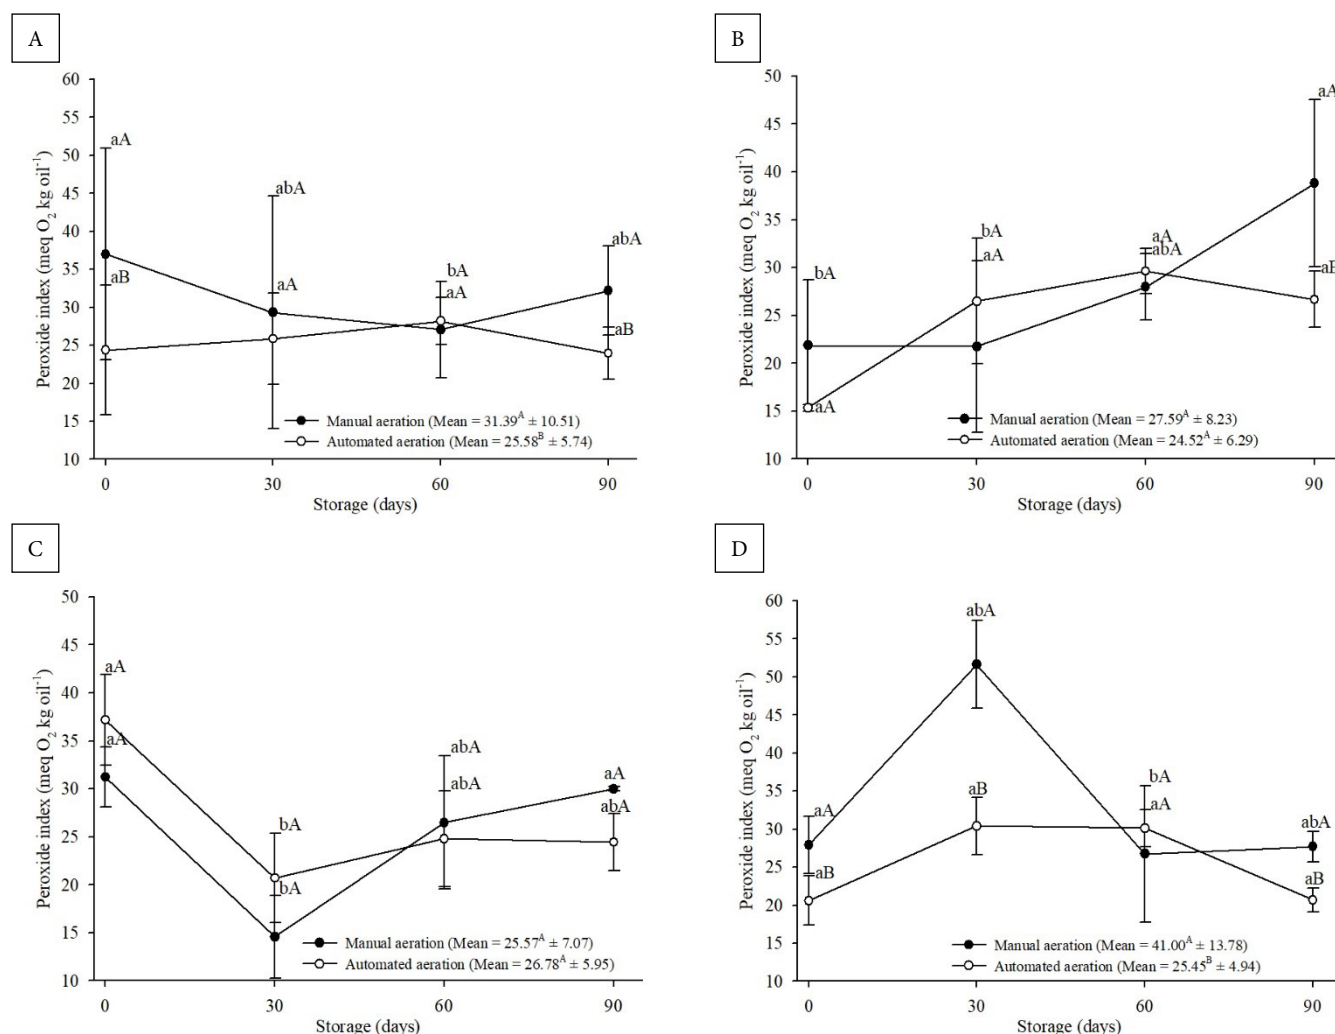 A
Peroxide index (meq O2 kg oil-1)
60
55
50
45
40
35
30
25
20
15
10
aA
aB
abA
aA
bA
aA
abA
aB
Manual aeration (Mean = 31.39A ± 10.51)
Automated aeration (Mean = 25.58B ± 5.74)
0 30 60 90
Storage (days)
B
Peroxide index (meq O2 kg oil-1)
50
45
40
35
30
25
20
15
10
bA
aA
bA
aA
aA
abA
aA
aB
Manual aeration (Mean = 27.59A ± 8.23)
Automated aeration (Mean = 24.52A ± 6.29)
0 30 60 90
Storage (days)
C
Peroxide index (meq O2 kg oil-1)
50
45
40
35
30
25
20
15
10
aA
aA
bA
bA
abA
abA
aA
abA
Manual aeration (Mean = 25.57A ± 7.07)
Automated aeration (Mean = 26.78A ± 5.95)
0 30 60 90
Storage (days)
D
Peroxide index (meq O2 kg oil-1)
60
55
50
45
40
35
30
25
20
15
10
aA
aB
abA
aB
bA
aA
abA
aB
Manual aeration (Mean = 41.00A ± 13.78)
Automated aeration (Mean = 25.45B ± 4.94)
0 30 60 90
Storage (days)